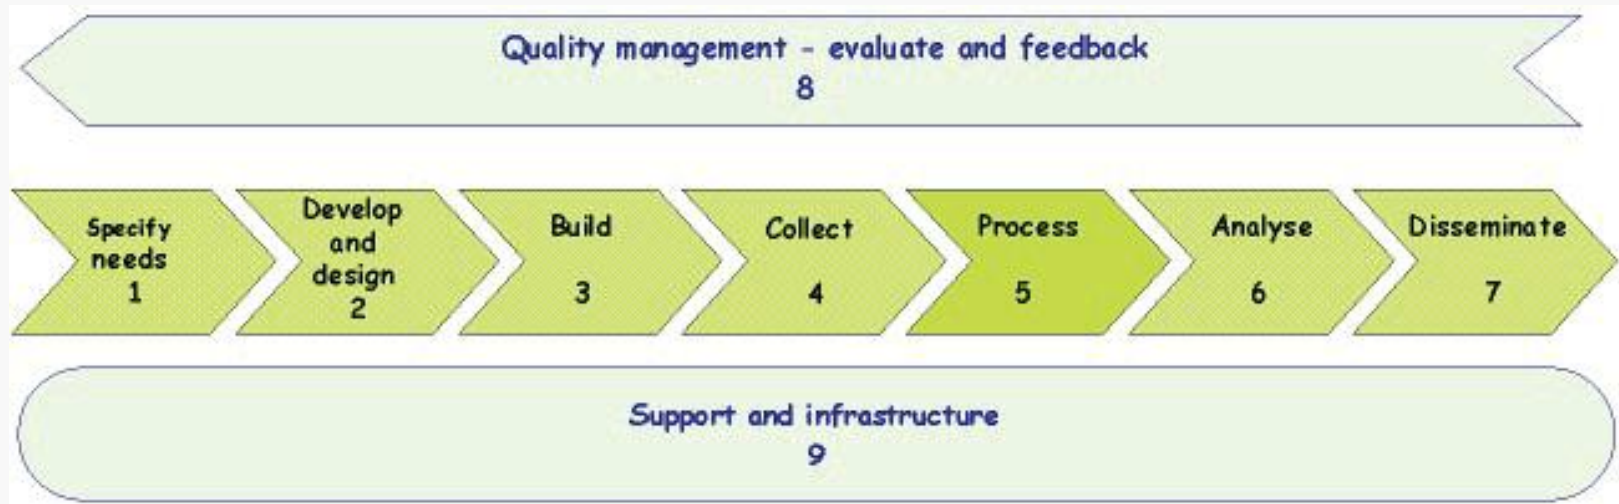 Quality management - evaluate and feedback
8
Specify
needs
1
Develop
and
design
2
Build
3
Collect
4
Process
5
Analyse
6
Disseminate
7
Support and infrastructure
9